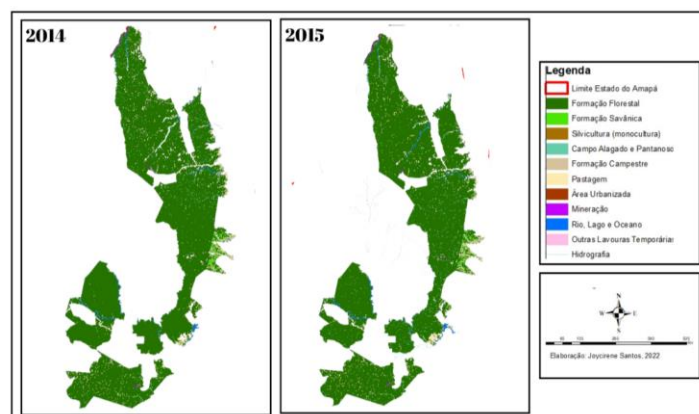 2014
2015
Legenda
Limite Estado do Amapá
Formação Florestal
Formação Savânica
Silvicultura (monocultura)
Campo Alagado e Pantanoso
Formação Campestre
Pastagem
Área Urbanizada
Mineração
Rio, Lago e Oceano
Outras Lavouras Temporárias
Hidrografia
N
W
E
S
Elaboração: Joycirene Santos, 2022